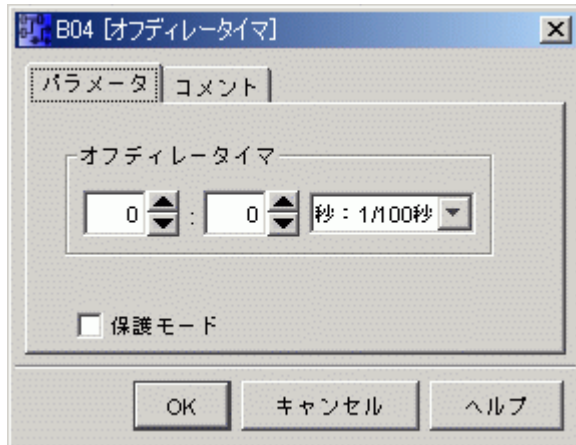 B04 [オフディレータイマ]
パラメータ コメント
オフディレータイマ
0 : 0 秒：1/100秒
保護モード
OK キャンセル ヘルプ